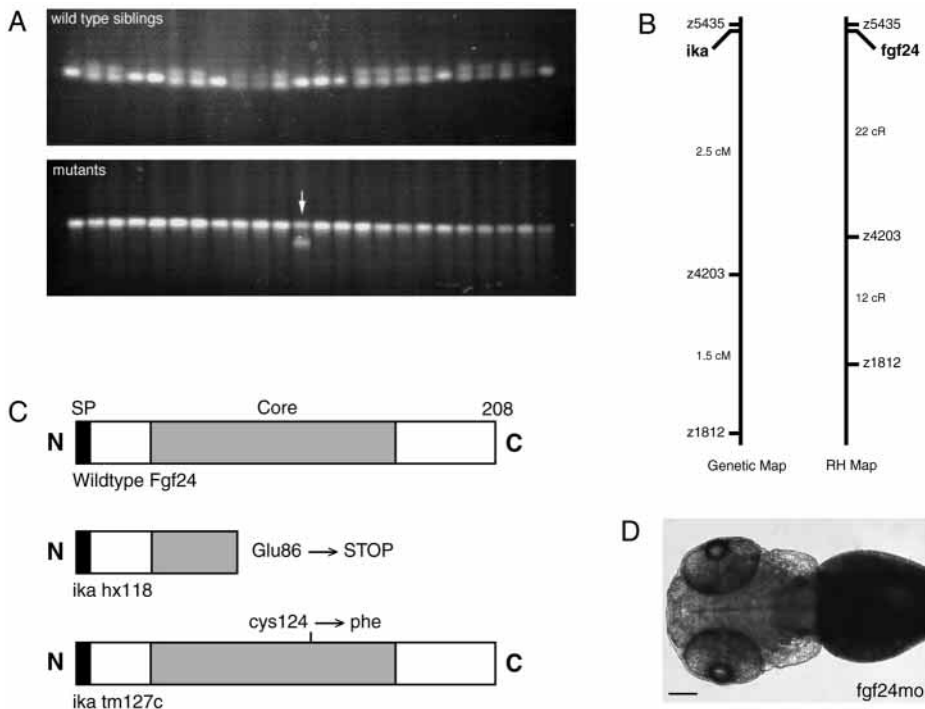 A
wild type siblings
mutants
B
z5435
ika
2.5 cM
z4203
1.5 cM
z1812
Genetic Map
z5435
fgf24
22 cR
z4203
12 cR
z1812
RH Map
C
SP Core 208
N C
Wildtype Fgf24
N Glu86 → STOP
ika hx118
cys124 → phe
N C
ika tm127c
D
fgf24mo